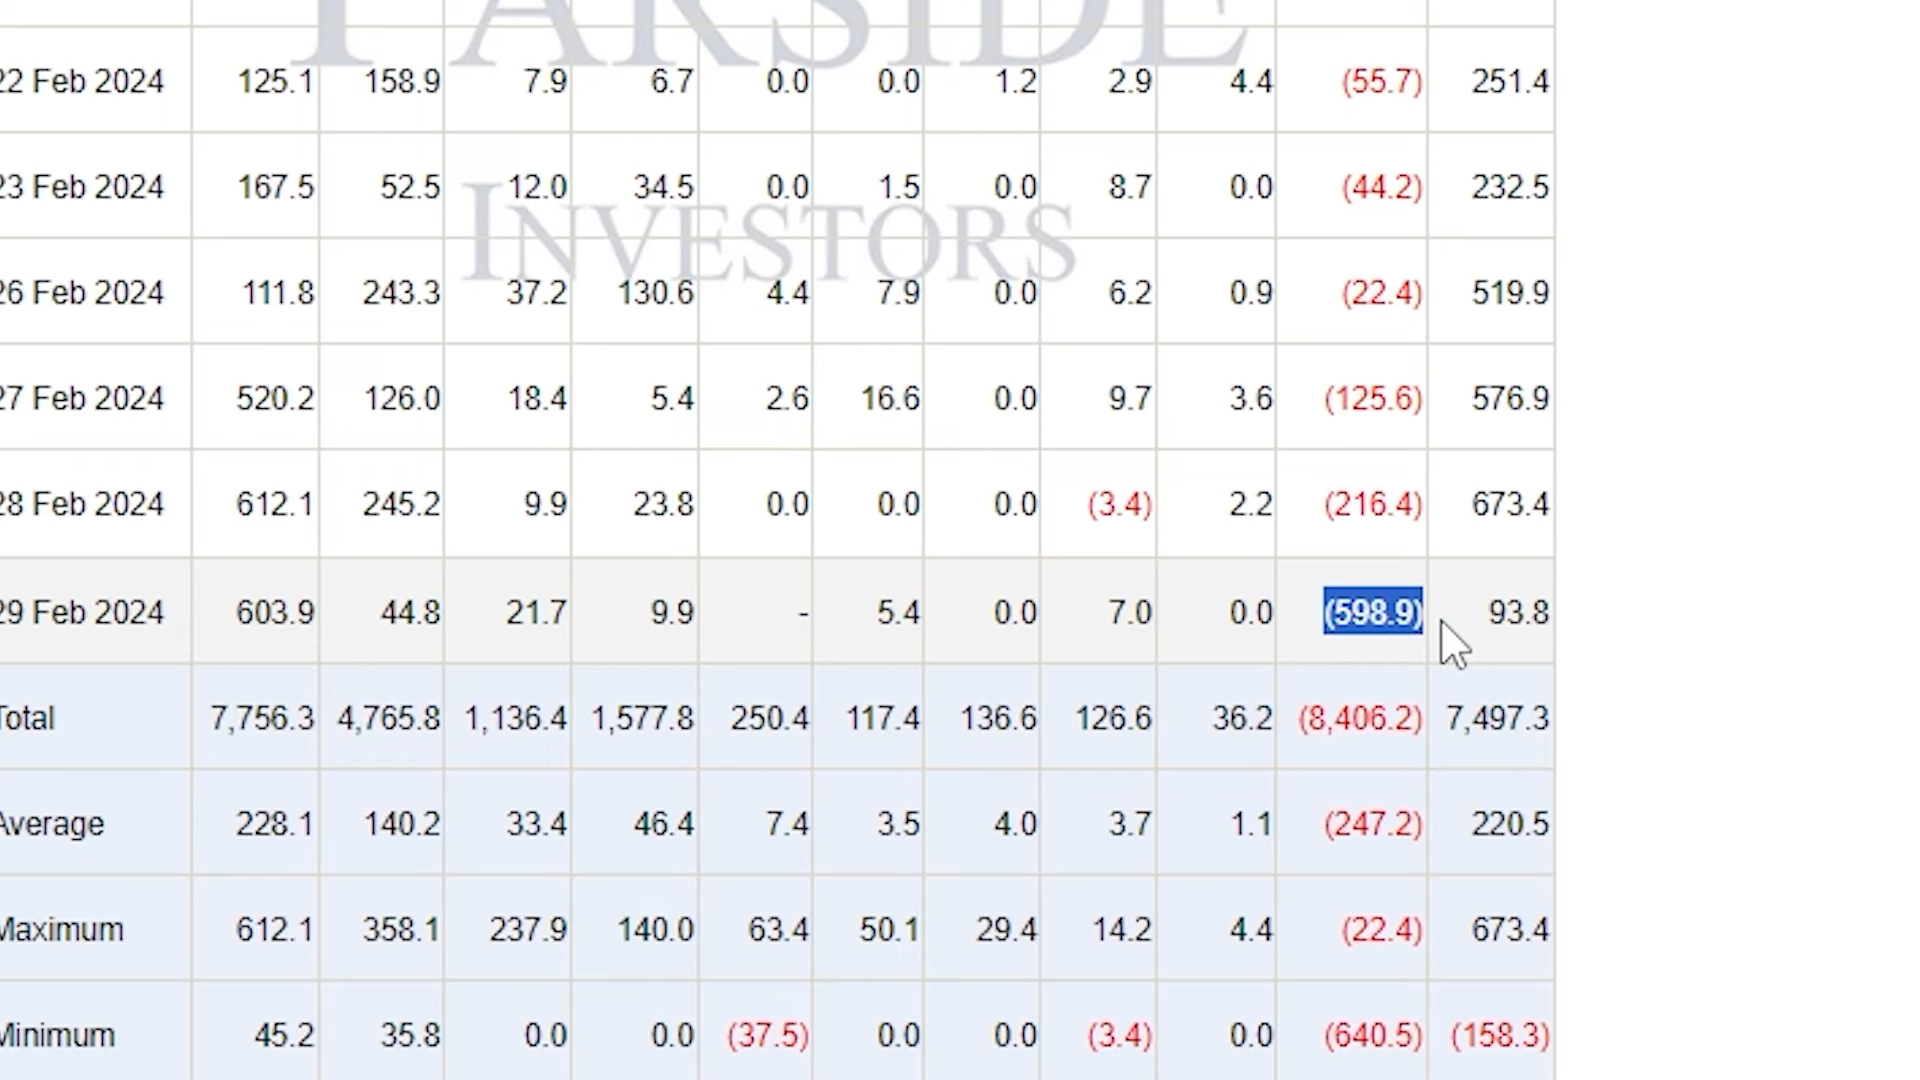 FARSIDE
22 Feb 2024 125.1 158.9 7.9 6.7 0.0 0.0 1.2 2.9 4.4 (55.7) 251.4
23 Feb 2024 167.5 52.5 12.0 34.5 0.0 1.5 0.0 8.7 0.0 (44.2) 232.5
INVESTORS
26 Feb 2024 111.8 243.3 37.2 130.6 4.4 7.9 0.0 6.2 0.9 (22.4) 519.9
27 Feb 2024 520.2 126.0 18.4 5.4 2.6 16.6 0.0 9.7 3.6 (125.6) 576.9
28 Feb 2024 612.1 245.2 9.9 23.8 0.0 0.0 0.0 (3.4) 2.2 (216.4) 673.4
29 Feb 2024 603.9 44.8 21.7 9.9 - 5.4 0.0 7.0 0.0 (598.9) 93.8
Total 7,756.3 4,765.8 1,136.4 1,577.8 250.4 117.4 136.6 126.6 36.2 (8,406.2) 7,497.3
Average 228.1 140.2 33.4 46.4 7.4 3.5 4.0 3.7 1.1 (247.2) 220.5
Maximum 612.1 358.1 237.9 140.0 63.4 50.1 29.4 14.2 4.4 (22.4) 673.4
Minimum 45.2 35.8 0.0 0.0 (37.5) 0.0 0.0 (3.4) 0.0 (640.5) (158.3)